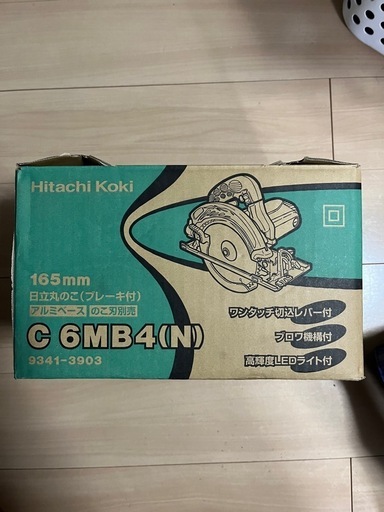 Hitachi Koki
165mm
日立丸のこ(ブレーキ付)
アルミベース のこ刃別売
C 6MB4(N)
9341-3903
ワンタッチ切込レバー付
ブロワ機構付
高輝度LEDライト付